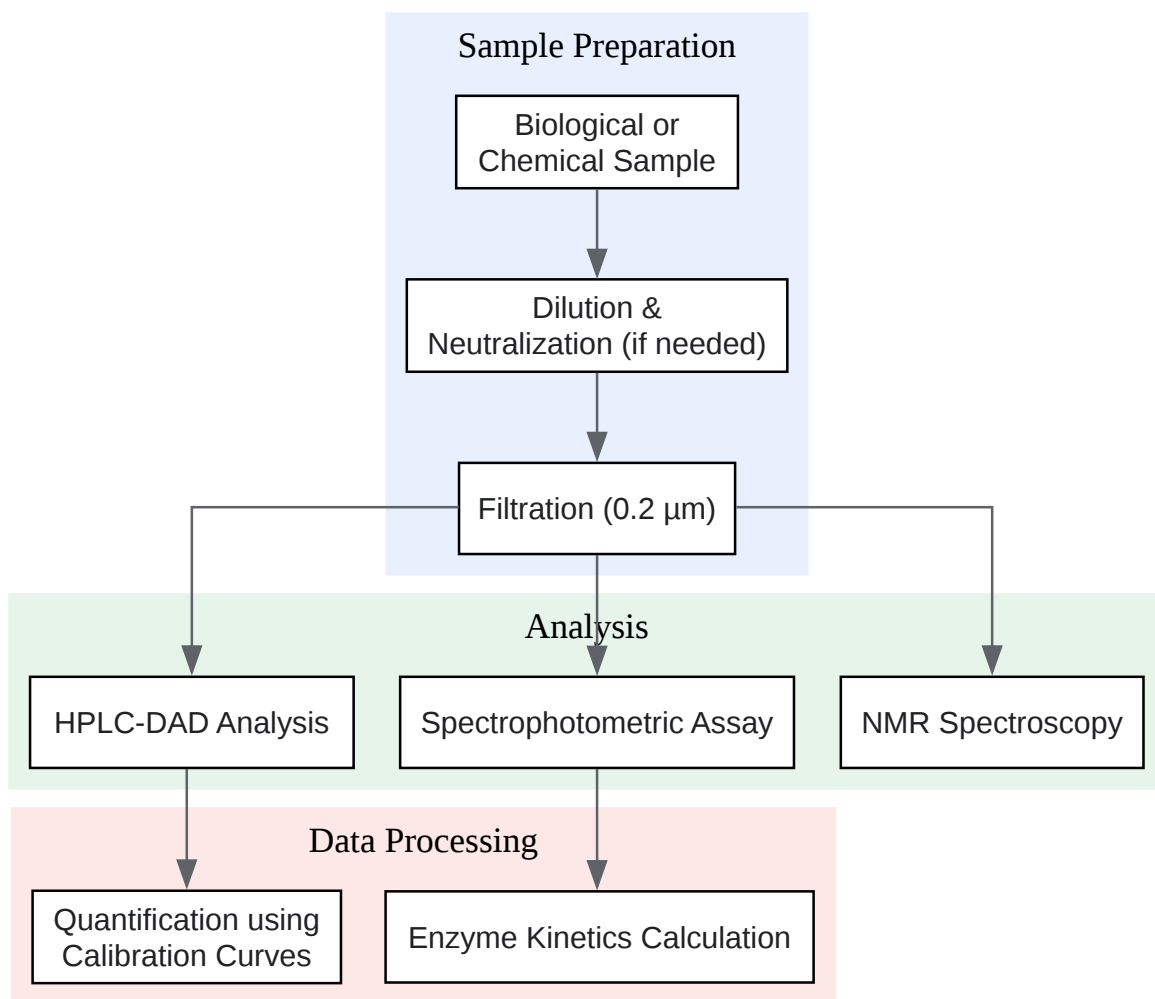 Sample Preparation
Biological or
Chemical Sample
Dilution &
Neutralization (if needed)
Filtration (0.2 µm)
Analysis
HPLC-DAD Analysis
Spectrophotometric Assay
NMR Spectroscopy
Data Processing
Quantification using
Calibration Curves
Enzyme Kinetics Calculation